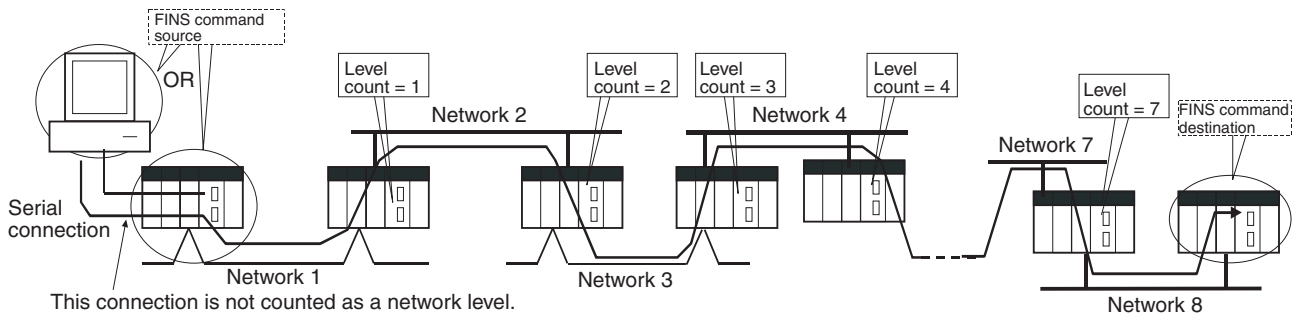 FINS command
source
OR
Level
count = 1
Level
count = 2
Level
count = 3
Level
count = 4
Level
count = 7
FINS command
destination
Network 2
Network 4
Network 7
Serial
connection
Network 1
Network 3
Network 8
This connection is not counted as a network level.